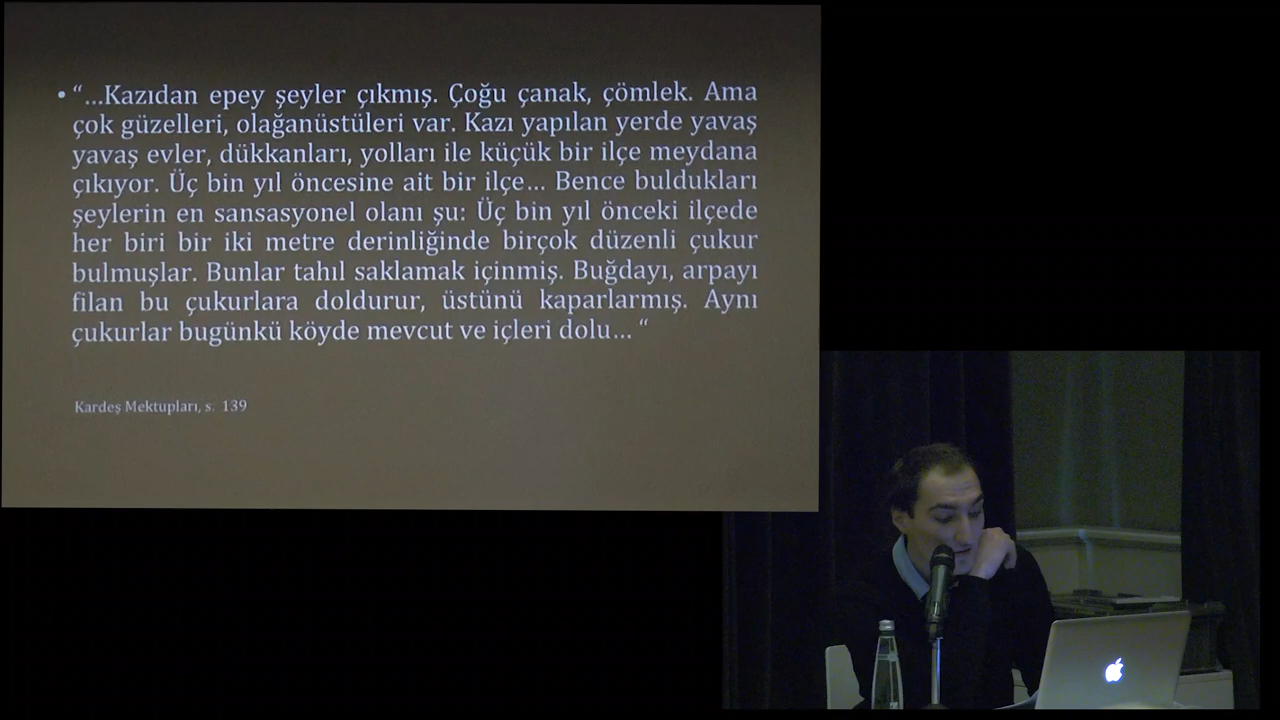 • “...Kazıdan epey şeyler çıkmış. Çoğu çanak, çömlek. Ama
çok güzelleri, olağanüstüleri var. Kazı yapılan yerde yavaş
yavaş evler, dükkanları, yolları ile küçük bir ilçe meydana
çıkıyor. Üç bin yıl öncesine ait bir ilçe... Bence buldukları
şeylerin en sansasyonel olanı şu: Üç bin yıl önceki ilçede
her biri bir iki metre derinliğinde birçok düzenli çukur
bulmuşlar. Bunlar tahıl saklamak içinmiş. Buğdayı, arpayı
filan bu çukurlara doldurur, üstünü kaparlarmış. Aynı
çukurlar bugünkü köyde mevcut ve içleri dolu... “
Kardeş Mektupları, s. 139